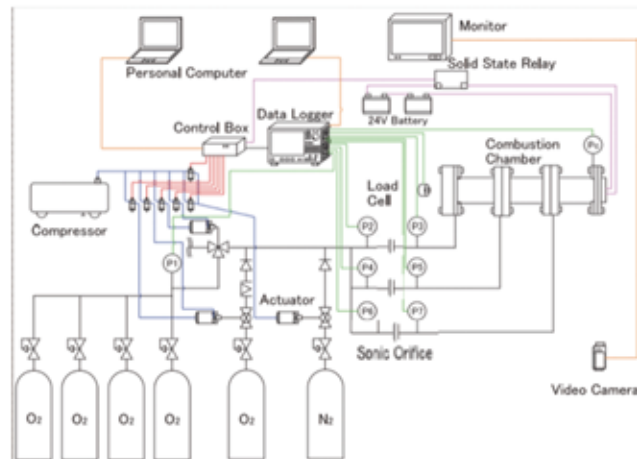 Monitor
Personal Computer
Solid State Relay
Data Logger
24V Battery
Control Box
Combustion
Chamber
Pc
Load
Cell
Compressor
P2
P3
P1
P4
P5
Actuator
P6
P7
Sonic Orifice
Video Camera
O2
O2
O2
O2
O2
N2